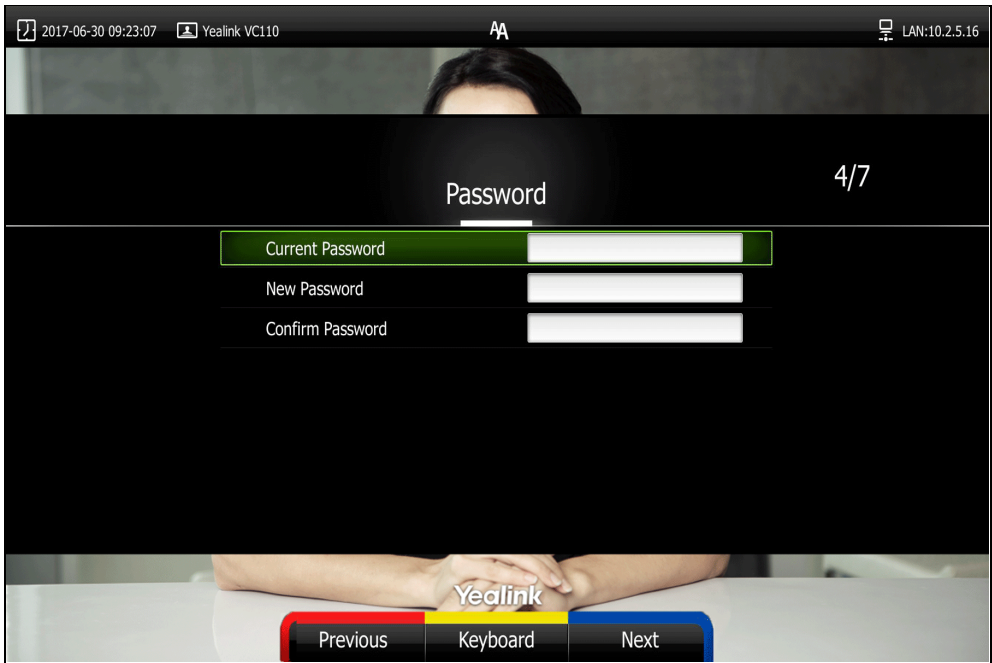 2017-06-30 09:23:07 Yealink VC110 AA LAN:10.2.5.16
4/7
Password
Current Password
New Password
Confirm Password
Yealink
Previous Keyboard Next